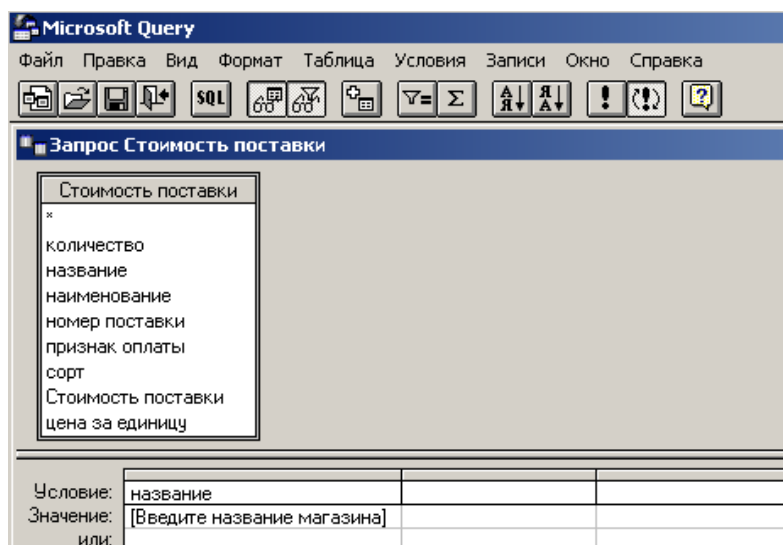 Microsoft Query
Файл Правка Вид Формат Таблица Условия Записи Окно Справка
SQL
Запрос Стоимость поставки
Стоимость поставки
*
количество
название
наименование
номер поставки
признак оплаты
сорт
Стоимость поставки
цена за единицу
Условие: название
Значение: [Введите название магазина]
или: